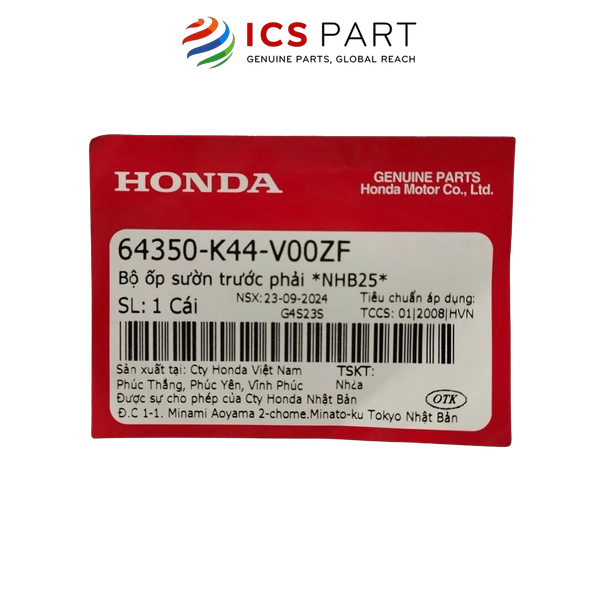 ICS PART
GENUINE PARTS, GLOBAL REACH
HONDA
GENUINE PARTS
Honda Motor Co., Ltd.
64350-K44-V00ZF
Bộ ốp sườn trước phải *NHB25*
SL: 1 Cái
NSX: 23-09-2024
G4S23S
Tiêu chuẩn áp dụng:
TCCS: 01|2008|HVN
Sản xuất tại: Cty Honda Việt Nam
TSKT:
Phúc Thắng, Phúc Yên, Vĩnh Phúc
Nhựa
Được sự cho phép của Cty Honda Nhật Bản
OTK
Đ.C 1-1. Minami Aoyama 2-chome.Minato-ku Tokyo Nhật Bản